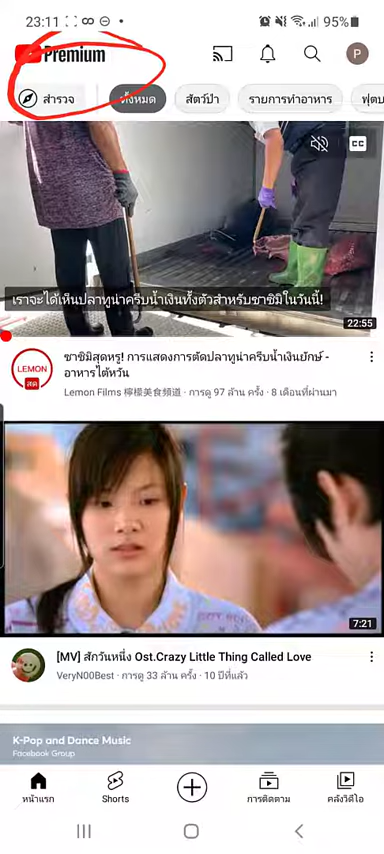 23:11
95%
Premium
P
สำรวจ
ทั้งหมด
สัตว์ป่า
รายการทำอาหาร
ฟุตบ
CC
เราจะได้เห็นปลาทูน่าครีบน้ำเงินทั้งตัวสำหรับซาซิมิในวันนี้!
22:55
LEMON
สด
ซาซิมิสุดหรู! การแสดงการตัดปลาทูน่าครีบน้ำเงินยักษ์ -
อาหารไต้หวัน
Lemon Films 檸檬美食頻道 · การดู 97 ล้าน ครั้ง · 8 เดือนที่ผ่านมา
7:21
[MV] สักวันหนึ่ง Ost.Crazy Little Thing Called Love
VeryN00Best · การดู 33 ล้าน ครั้ง · 10 ปีที่แล้ว
K-Pop and Dance Music
Facebook Group
หน้าแรก
Shorts
การติดตาม
คลังวิดีโอ